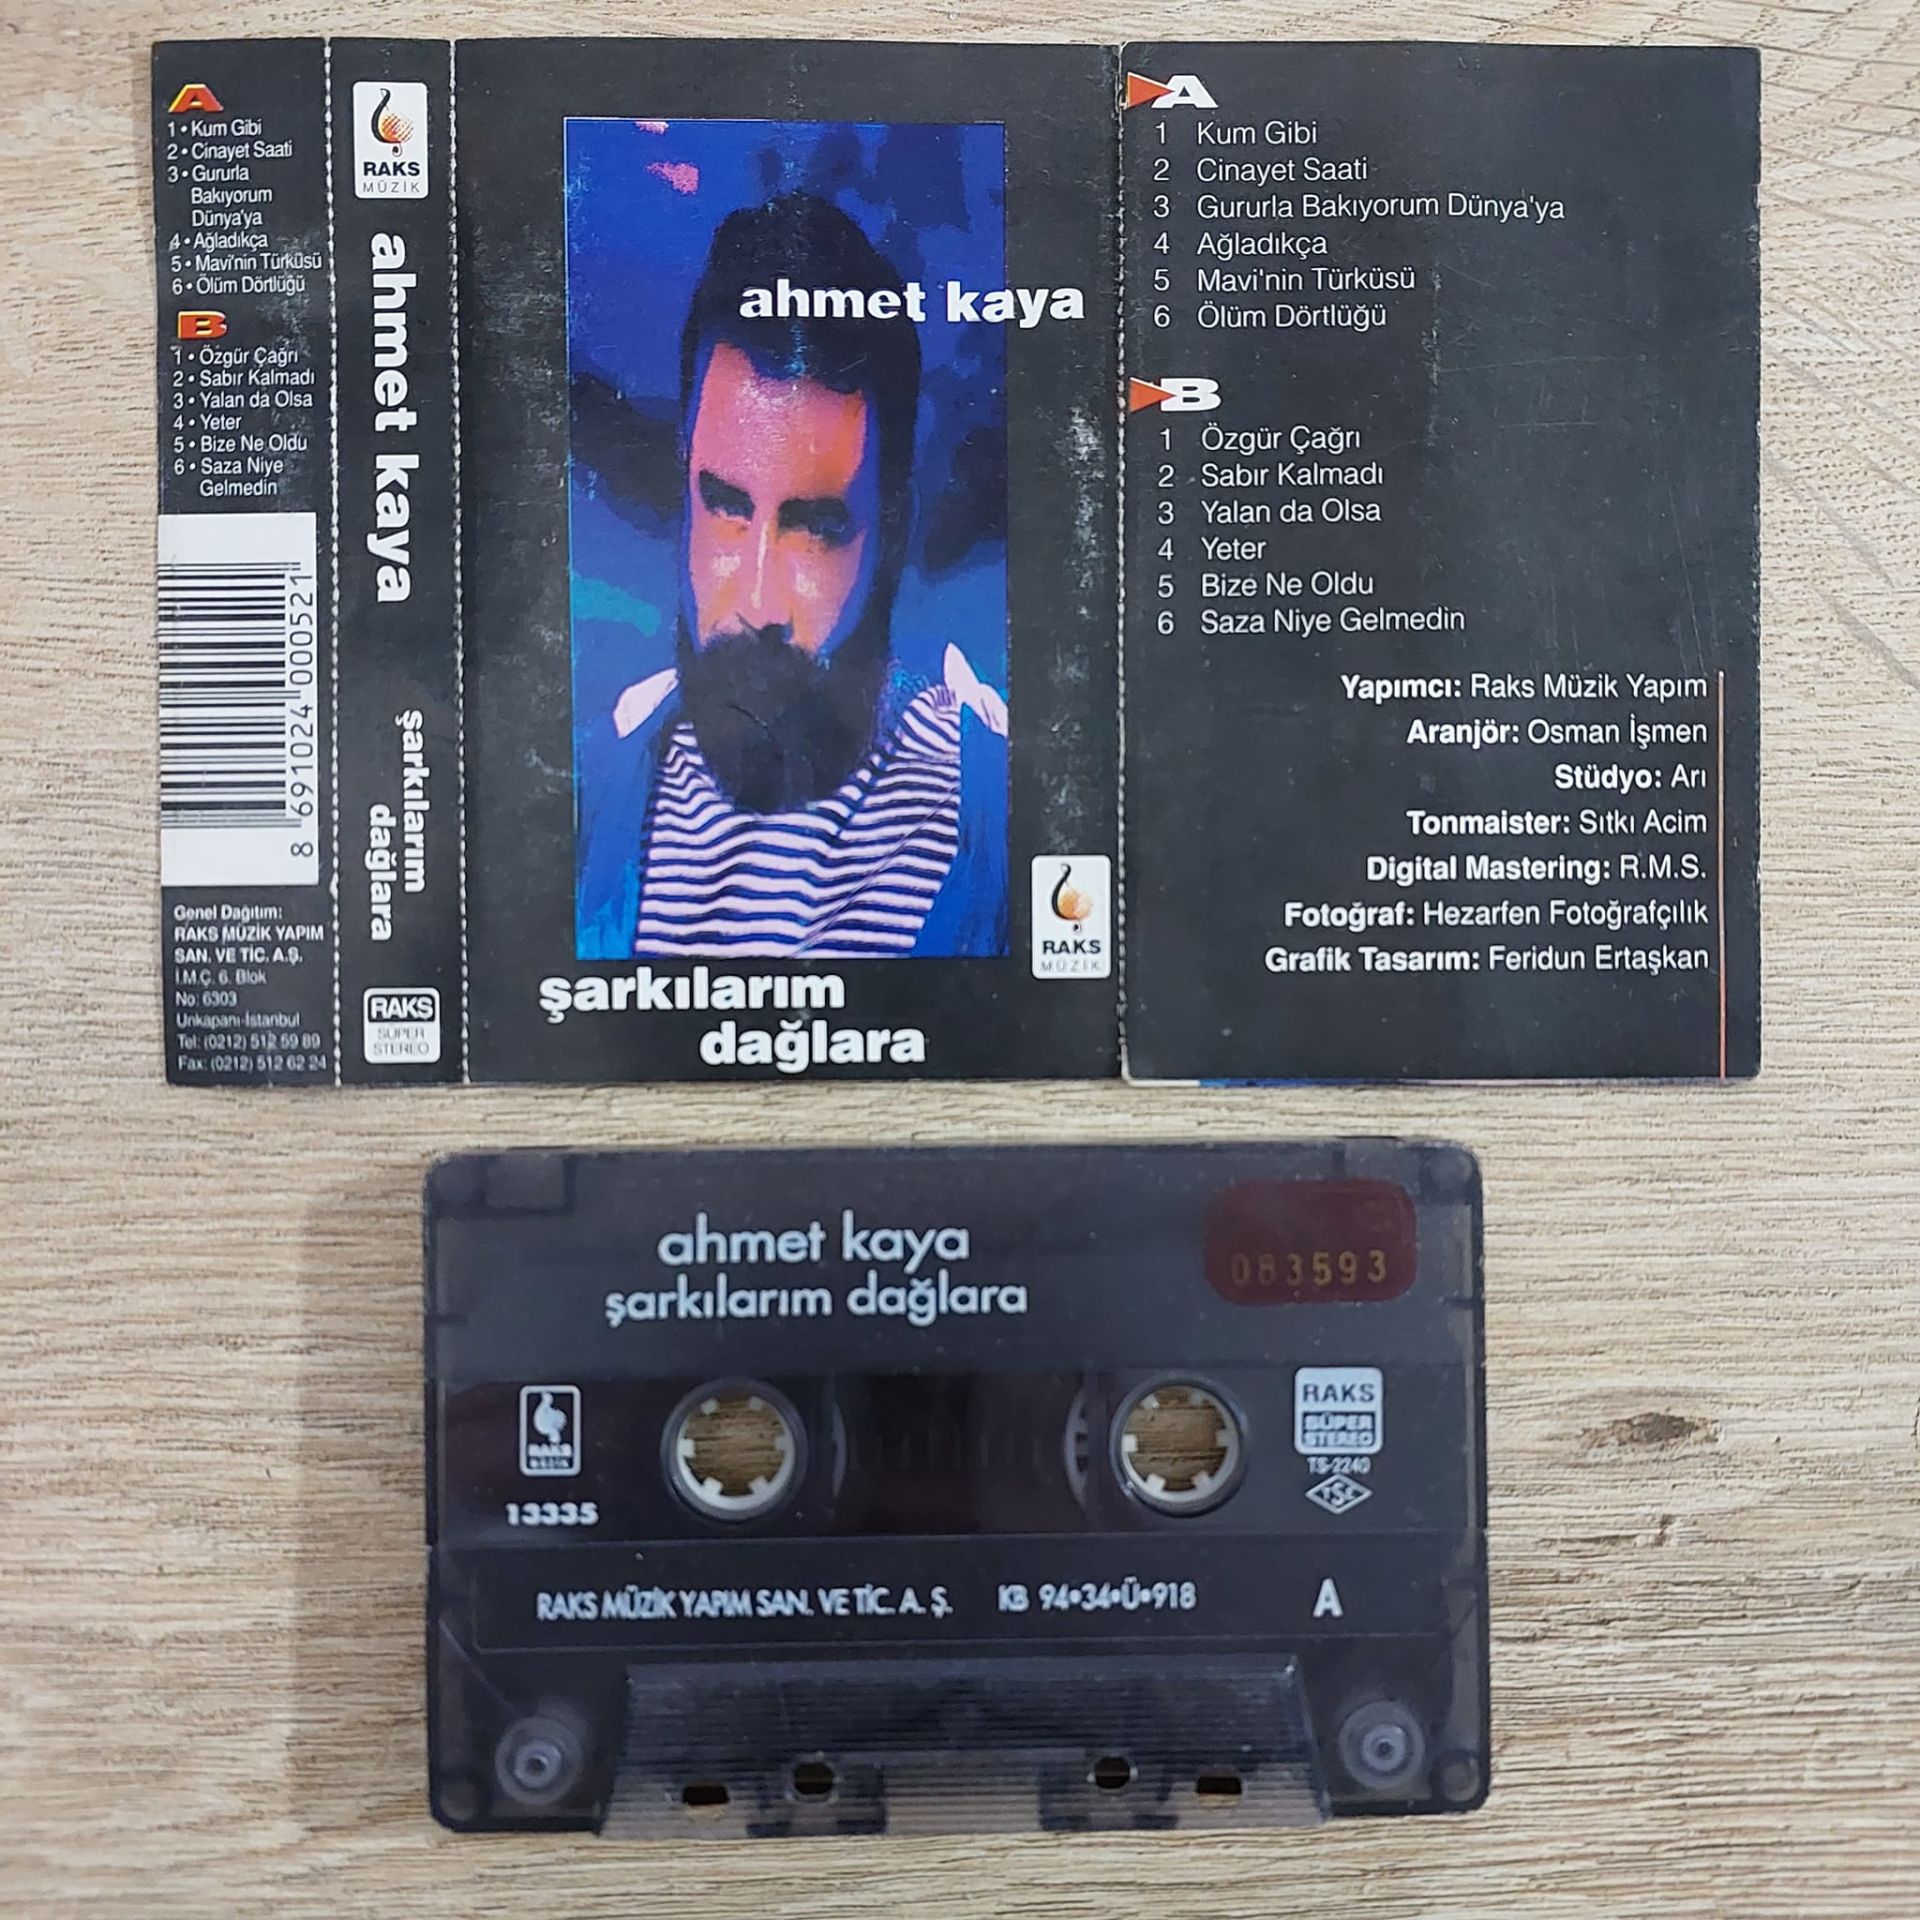 A
1 • Kum Gibi
2 • Cinayet Saati
3 • Gururla
Bakıyorum
Dünya'ya
4 • Ağladıkça
5 • Mavi'nin Türküsü
6 • Ölüm Dörtlüğü
B
1 • Özgür Çağrı
2 • Sabır Kalmadı
3 • Yalan da Olsa
4 • Yeter
5 • Bize Ne Oldu
6 • Saza Niye
Gelmedin
8 691024 000521
Genel Dağıtım:
RAKS MÜZİK YAPIM
SAN. VE TİC. A.Ş.
İ.M.Ç. 6. Blok
No: 6303
Unkapanı-İstanbul
Tel: (0212) 512 59 89
Fax: (0212) 512 62 24
RAKS
MÜZİK
ahmet kaya
şarkılarım
dağlara
RAKS
SÜPER
STEREO
ahmet kaya
RAKS
MÜZİK
şarkılarım
dağlara
A
1 Kum Gibi
2 Cinayet Saati
3 Gururla Bakıyorum Dünya'ya
4 Ağladıkça
5 Mavi'nin Türküsü
6 Ölüm Dörtlüğü
B
1 Özgür Çağrı
2 Sabır Kalmadı
3 Yalan da Olsa
4 Yeter
5 Bize Ne Oldu
6 Saza Niye Gelmedin
Yapımcı: Raks Müzik Yapım
Aranjör: Osman İşmen
Stüdyo: Arı
Tonmaister: Sıtkı Acim
Digital Mastering: R.M.S.
Fotoğraf: Hezarfen Fotoğrafçılık
Grafik Tasarım: Feridun Ertaşkan
ahmet kaya
şarkılarım dağlara
083593
RAKS
MÜZİK
13335
RAKS
SÜPER
STEREO
TS-2240
TSE
RAKS MÜZİK YAPIM SAN. VE TİC. A. Ş. KB 94•34•Ü•918 A